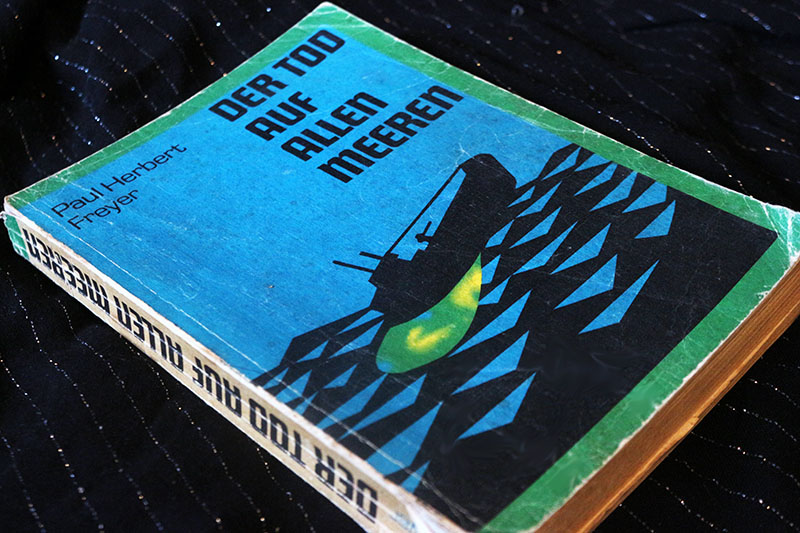 DER TOD
AUF
ALLEN
MEEREN
Paul Herbert
Freyer
DER TOD AUF ALLEN MEEREN